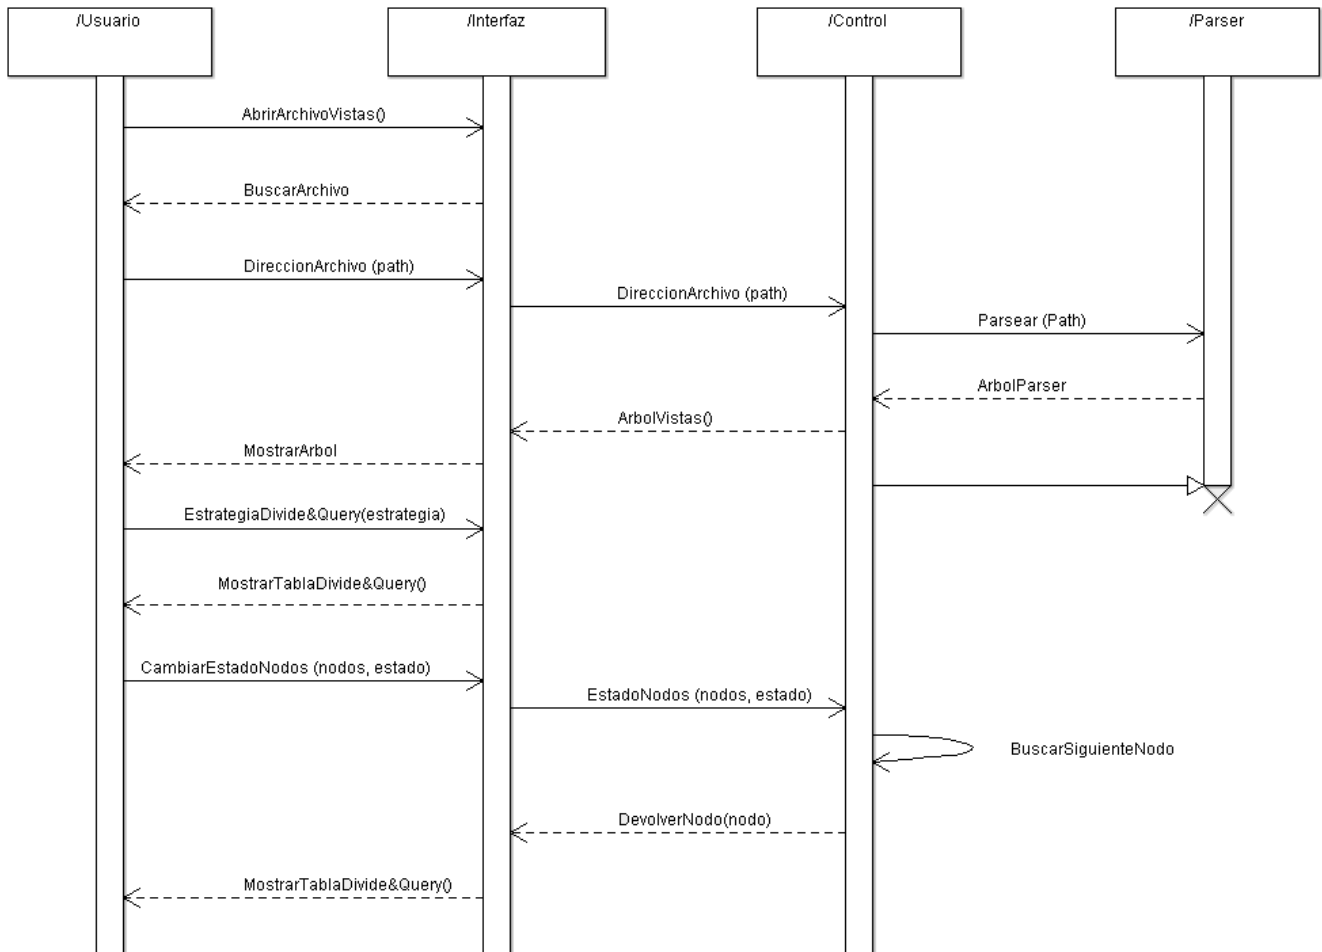 /Usuario
/Interfaz
/Control
/Parser
AbrirArchivoVistas()
BuscarArchivo
DireccionArchivo (path)
DireccionArchivo (path)
Parsear (Path)
ArbolParser
ArbolVistas()
MostrarArbol
EstrategiaDivide&Query(estrategia)
MostrarTablaDivide&Query()
CambiarEstadoNodos (nodos, estado)
EstadoNodos (nodos, estado)
BuscarSiguienteNodo
DevolverNodo(nodo)
MostrarTablaDivide&Query()